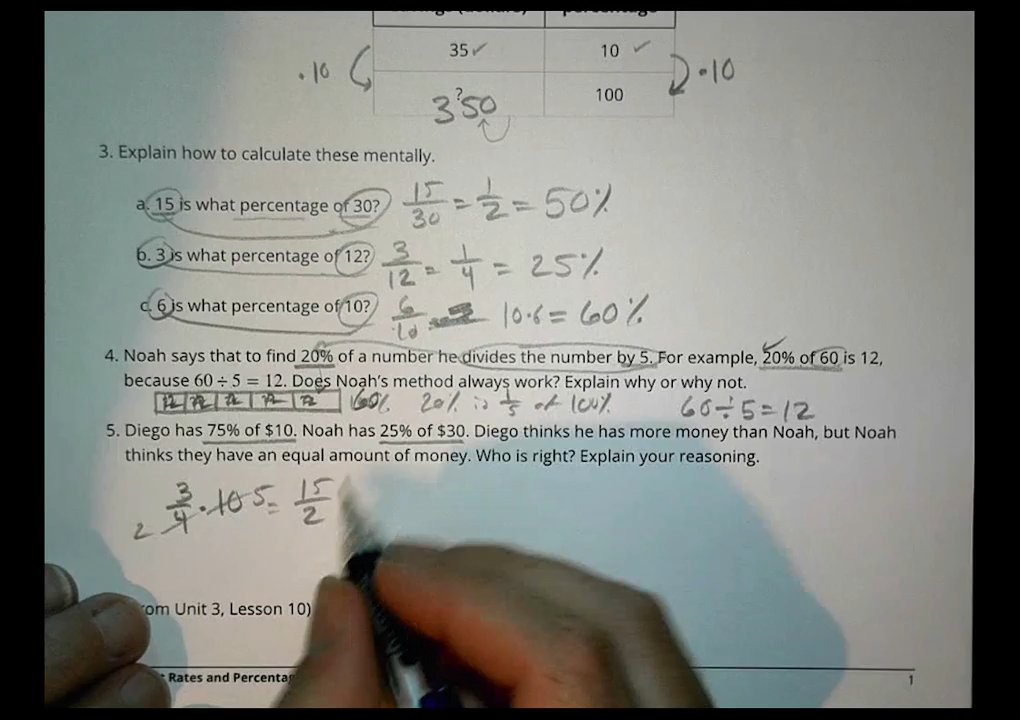 35 ✓ 10 ✓
· 10 · 10
? 350 100
3. Explain how to calculate these mentally.
a. 15 is what percentage of 30? 15/30 = 1/2 = 50%
b. 3 is what percentage of 12? 3/12 = 1/4 = 25%
c. 6 is what percentage of 10? 6/10 10·6 = 60%
4. Noah says that to find 20% of a number he divides the number by 5. For example, 20% of 60 is 12,
because 60 ÷ 5 = 12. Does Noah's method always work? Explain why or why not.
12 12 12 12 12 20% is 1/5 of 100% 60÷5=12
5. Diego has 75% of $10. Noah has 25% of $30. Diego thinks he has more money than Noah, but Noah
thinks they have an equal amount of money. Who is right? Explain your reasoning.
3/4 · 10 5 = 15/2
2
om Unit 3, Lesson 10)
Rates and Percenta 1